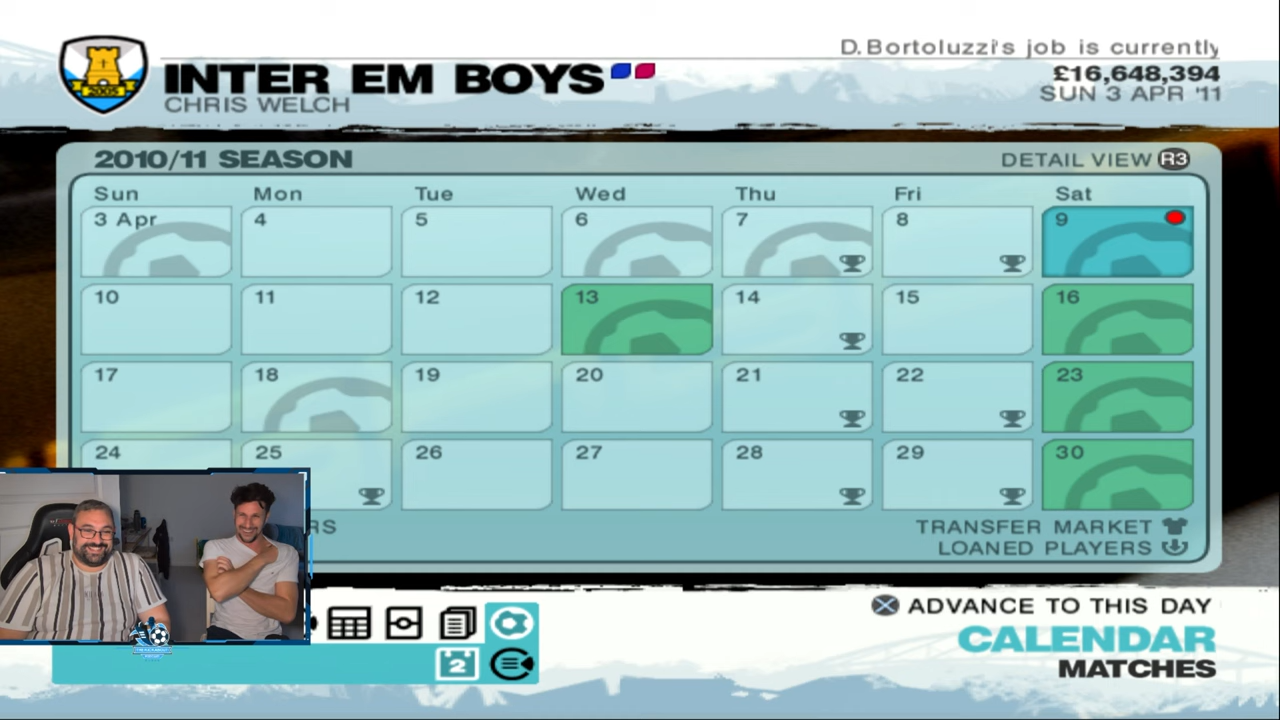 D.Bortoluzzi's job is currently
INTER EM BOYS
£16,648,394
CHRIS WELCH
SUN 3 APR '11
2005
2010/11 SEASON
DETAIL VIEW R3
Sun Mon Tue Wed Thu Fri Sat
3 Apr 4 5 6 7 8 9
10 11 12 13 14 15 16
17 18 19 20 21 22 23
24 25 26 27 28 29 30
RS
TRANSFER MARKET
LOANED PLAYERS
ADVANCE TO THIS DAY
CALENDAR
2
MATCHES